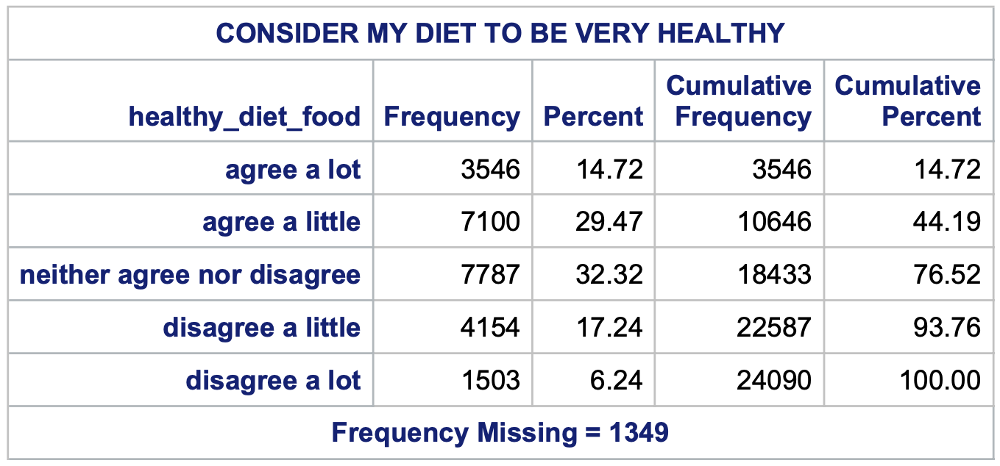 CONSIDER MY DIET TO BE VERY HEALTHY
healthy_diet_food Frequency Percent Cumulative Frequency Cumulative Percent
agree a lot 3546 14.72 3546 14.72
agree a little 7100 29.47 10646 44.19
neither agree nor disagree 7787 32.32 18433 76.52
disagree a little 4154 17.24 22587 93.76
disagree a lot 1503 6.24 24090 100.00
Frequency Missing = 1349